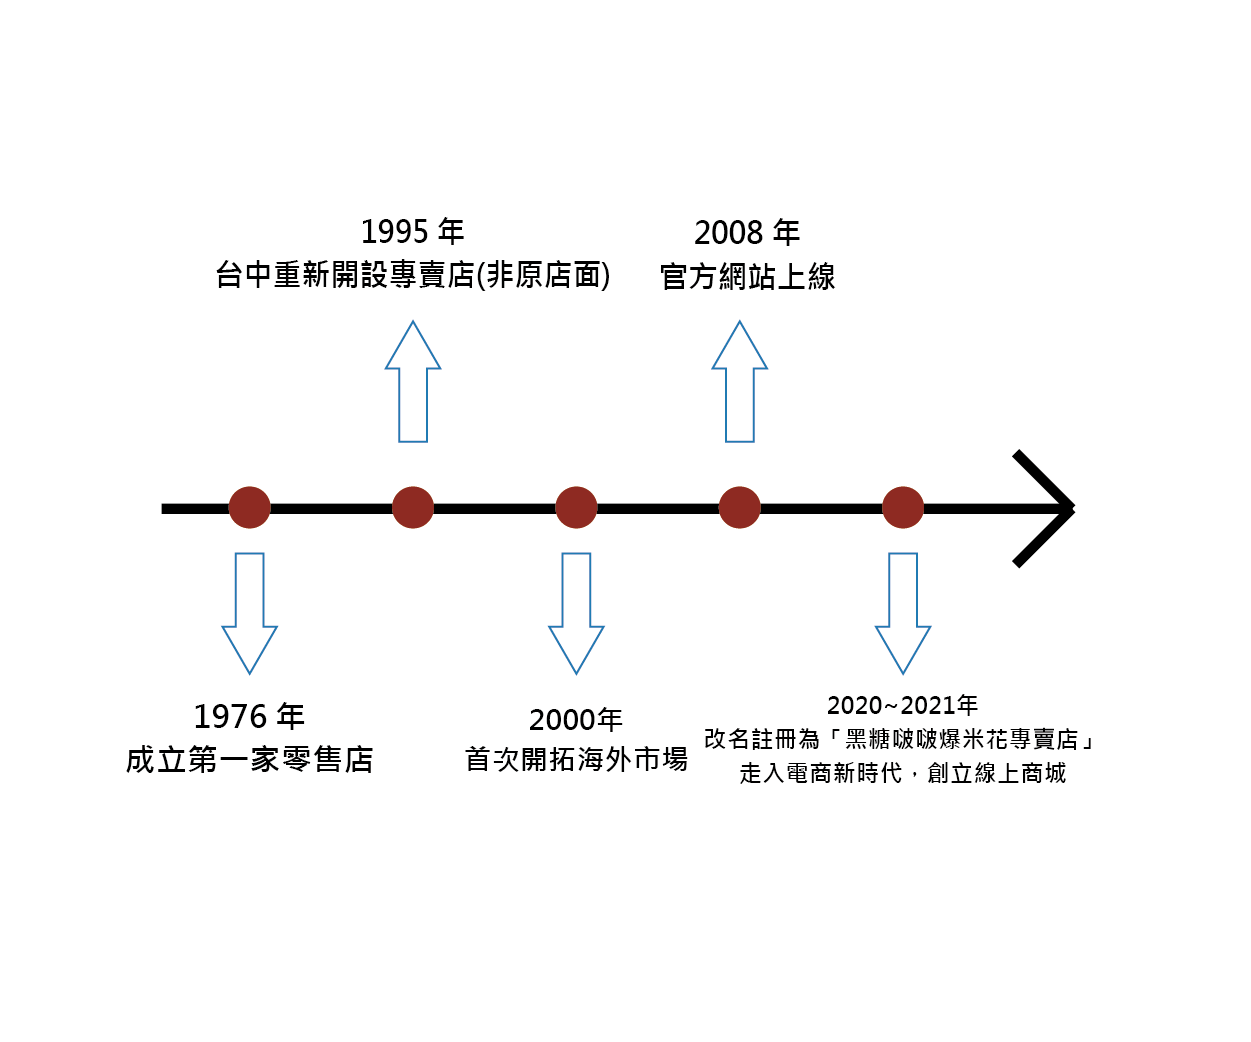 1995 年
台中重新開設專賣店(非原店面)
2008 年
官方網站上線
1976 年
成立第一家零售店
2000年
首次開拓海外市場
2020~2021年
改名註冊為「黑糖啵啵爆米花專賣店」
走入電商新時代，創立線上商城